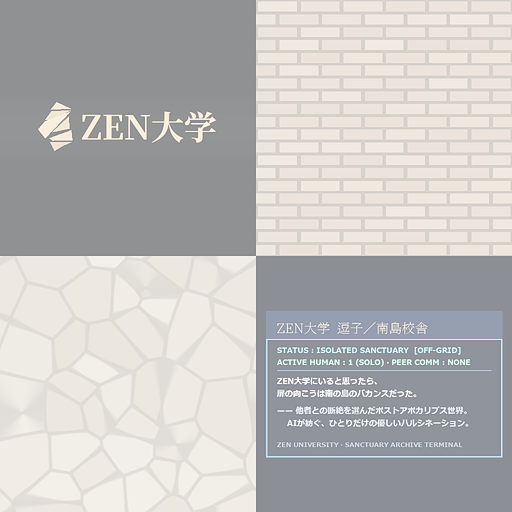 ZEN大学
ZEN大学 逗子／南島校舎
STATUS : ISOLATED SANCTUARY [OFF-GRID]
ACTIVE HUMAN : 1 (SOLO) · PEER COMM : NONE
ZEN大学にいると思ったら、
扉の向こうは南の島のバカンスだった。
—— 他者との断絶を選んだポストアポカリプス世界。
AIが紡ぐ、ひとりだけの優しいハルシネーション。
ZEN UNIVERSITY · SANCTUARY ARCHIVE TERMINAL